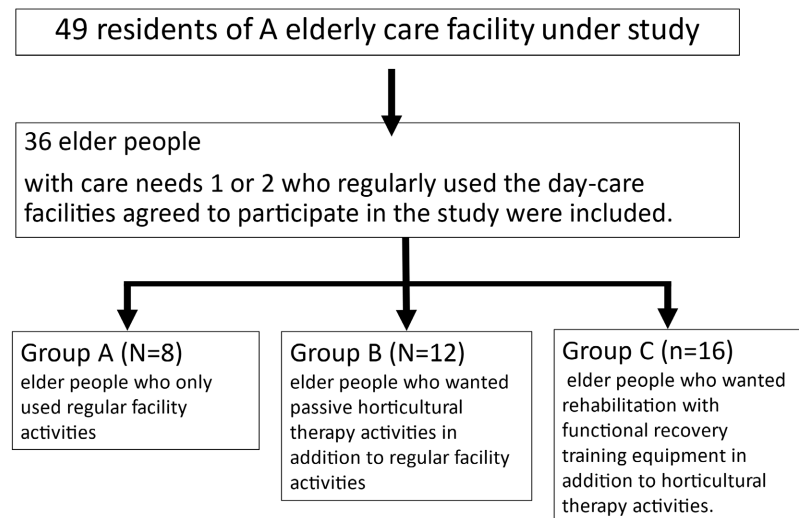 49 residents of A elderly care facility under study
36 elder people
with care needs 1 or 2 who regularly used the day-care
facilities agreed to participate in the study were included.
Group A (N=8)
elder people who only
used regular facility
activities
Group B (N=12)
elder people who wanted
passive horticultural
therapy activities in
addition to regular facility
activities
Group C (n=16)
elder people who wanted
rehabilitation with
functional recovery
training equipment in
addition to horticultural
therapy activities.